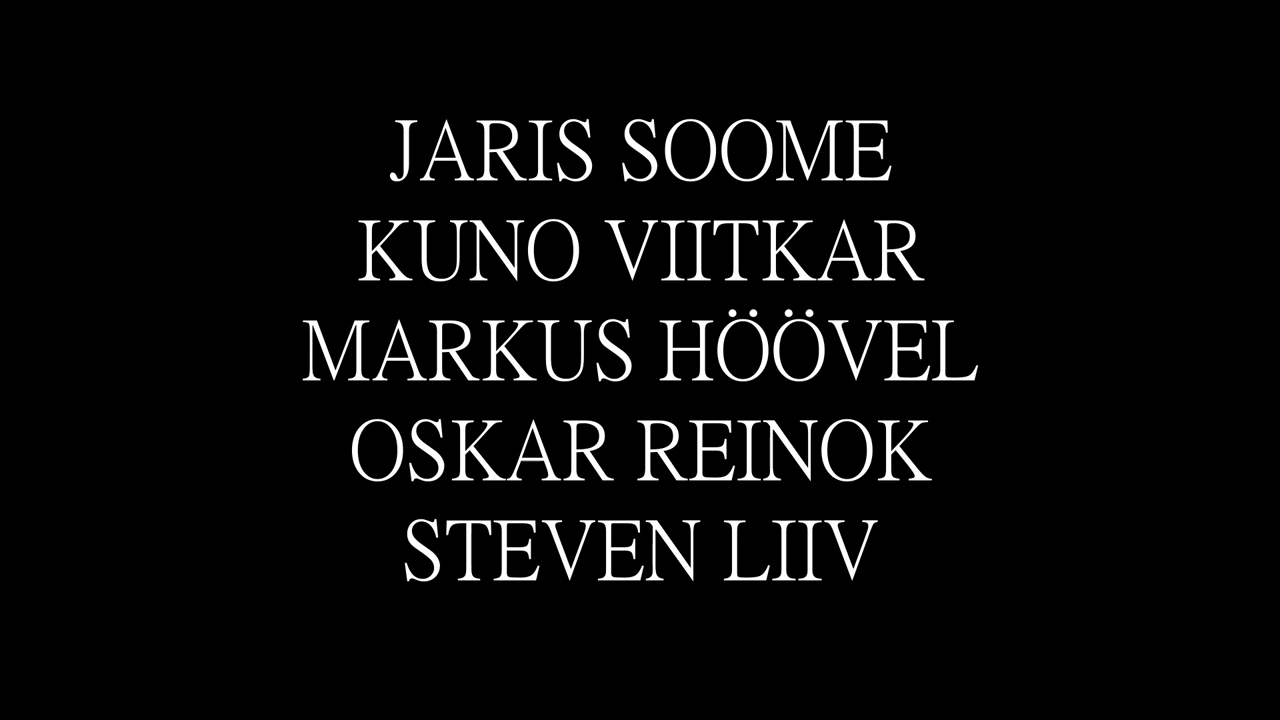 JARIS SOOME
KUNO VIITKAR
MARKUS HÖÖVEL
OSKAR REINOK
STEVEN LIIV